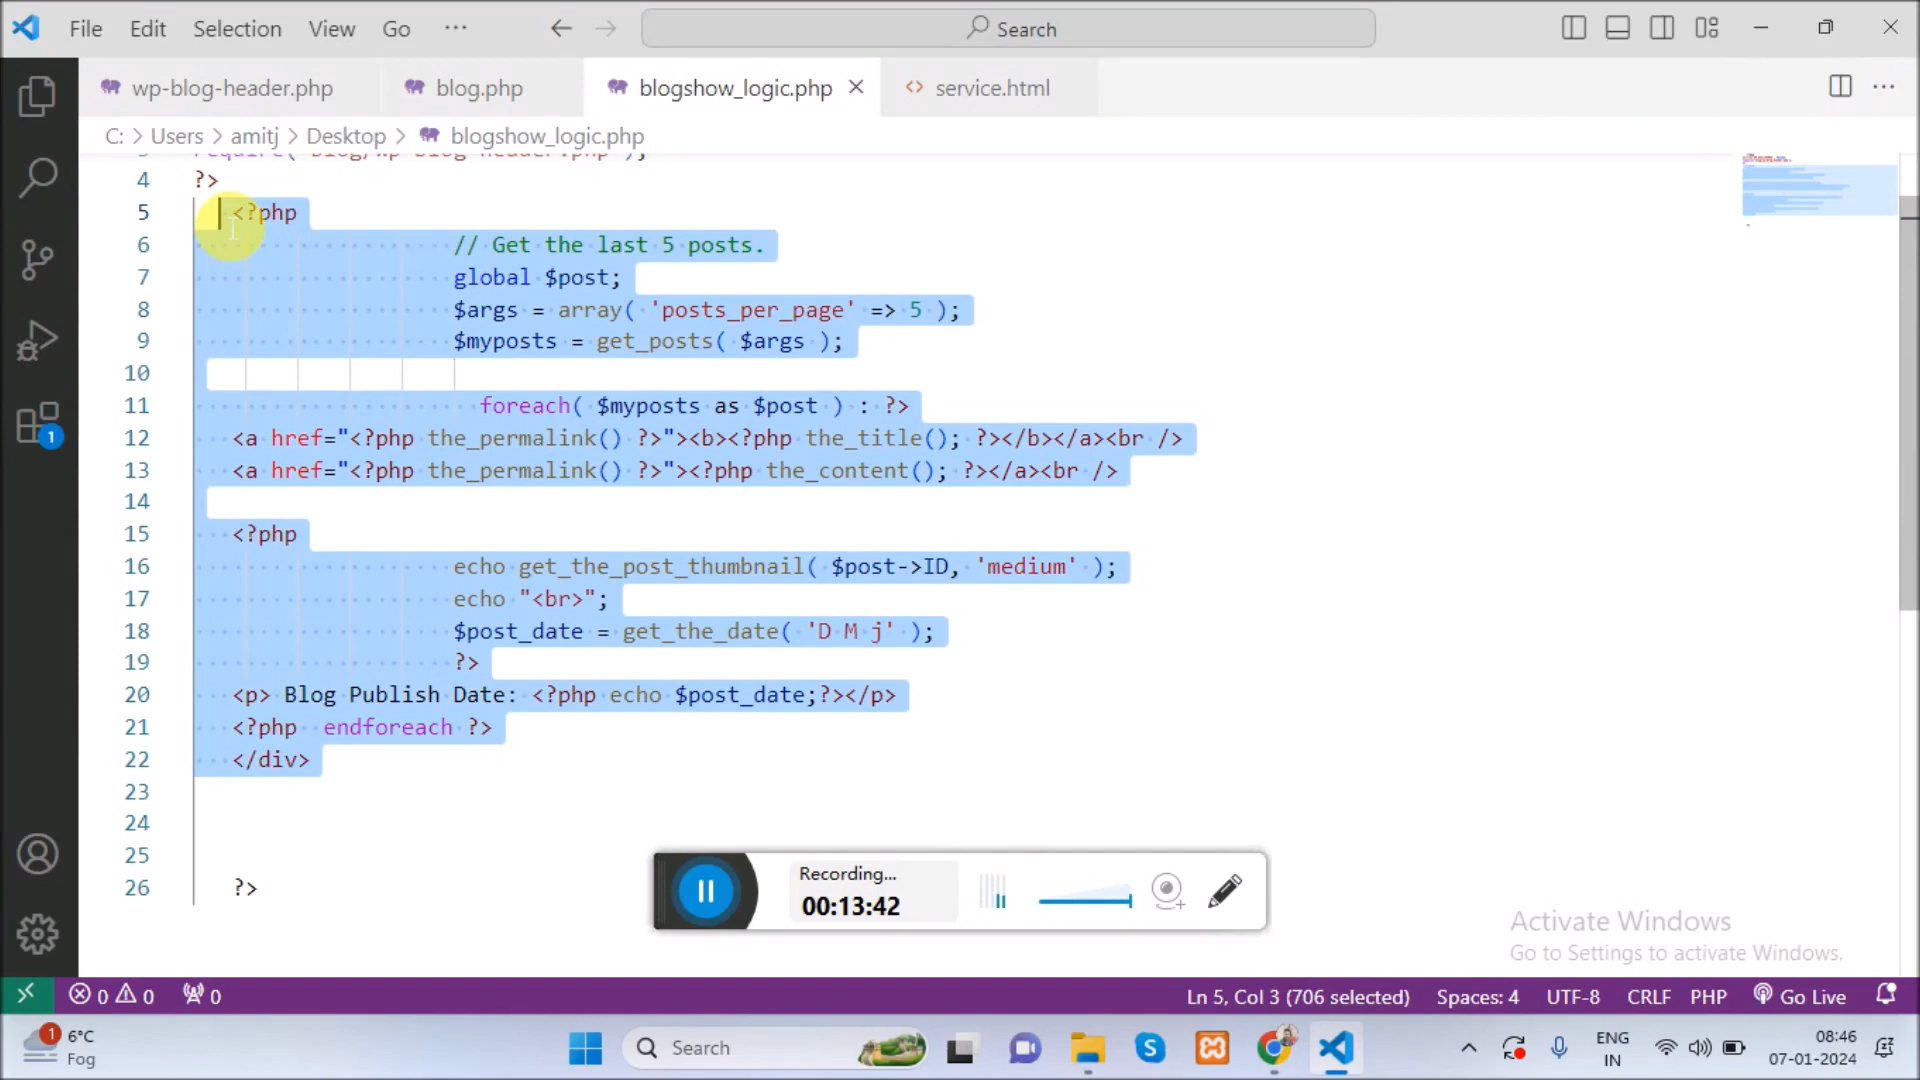 File Edit Selection View Go ··· Search
wp-blog-header.php blog.php blogshow_logic.php service.html
C: > Users > amitj > Desktop > blogshow_logic.php
4 ?>
5 <?php
6 // Get the last 5 posts.
7 global $post;
8 $args = array( 'posts_per_page' => 5 );
9 $myposts = get_posts( $args );
10
11 foreach( $myposts as $post ) : ?>
12 <a href="<?php the_permalink() ?>"><b><?php the_title(); ?></b></a><br />
13 <a href="<?php the_permalink() ?>"><?php the_content(); ?></a><br />
14
15 <?php
16 echo get_the_post_thumbnail( $post->ID, 'medium' );
17 echo "<br>";
18 $post_date = get_the_date( 'D M j' );
19 ?>
20 <p> Blog Publish Date: <?php echo $post_date;?></p>
21 <?php  endforeach ?>
22 </div>
23
24
25
26 ?>
1
Recording...
00:13:42
Activate Windows
Go to Settings to activate Windows.
0 0 0 Ln 5, Col 3 (706 selected) Spaces: 4 UTF-8 CRLF PHP Go Live
1 6°C
Fog
Search
ENG
IN
08:46
07-01-2024